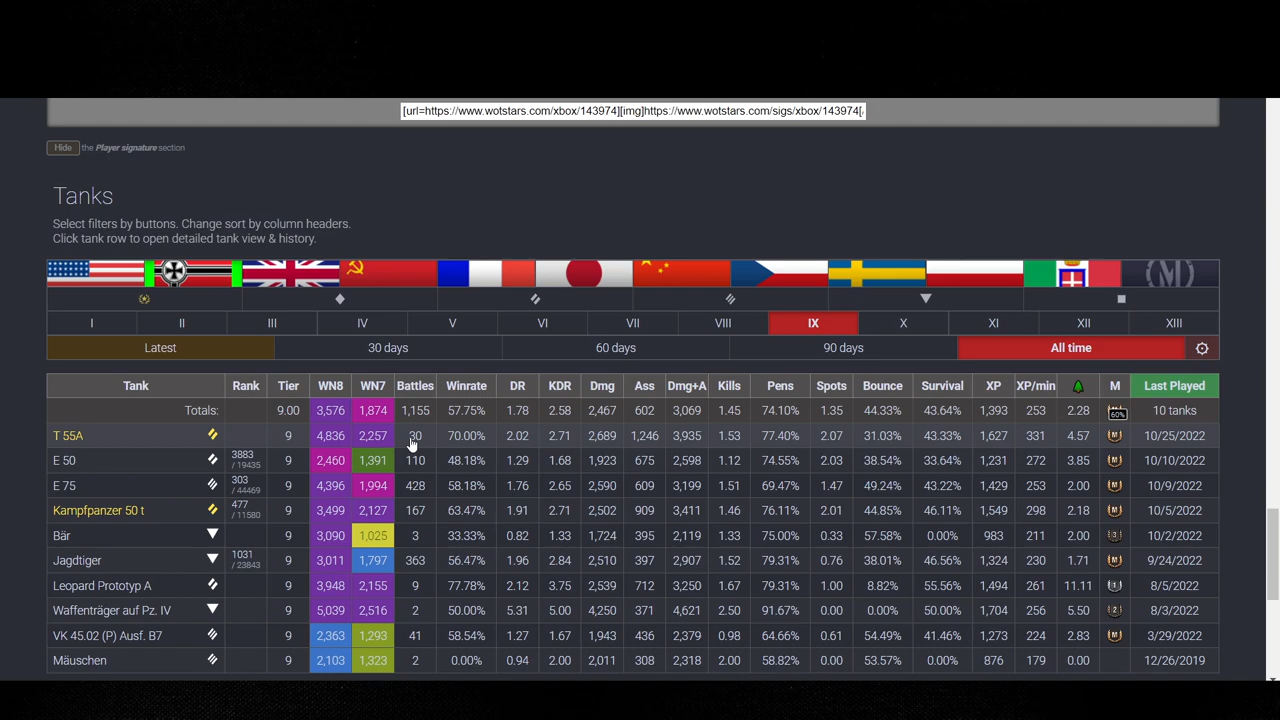 [url=https://www.wotstars.com/xbox/143974][img]https://www.wotstars.com/sigs/xbox/143974[/
Hide the Player signature section
Tanks
Select filters by buttons. Change sort by column headers.
Click tank row to open detailed tank view & history.
I II III IV V VI VII VIII IX X XI XII XIII
Latest 30 days 60 days 90 days All time
Tank Rank Tier WN8 WN7 Battles Winrate DR KDR Dmg Ass Dmg+A Kills Pens Spots Bounce Survival XP XP/min M Last Played
Totals: 9.00 3,576 1,874 1,155 57.75% 1.78 2.58 2,467 602 3,069 1.45 74.10% 1.35 44.33% 43.64% 1,393 253 2.28 60% 10 tanks
T 55A 9 4,836 2,257 30 70.00% 2.02 2.71 2,689 1,246 3,935 1.53 77.40% 2.07 31.03% 43.33% 1,627 331 4.57 M 10/25/2022
E 50 3883 / 19435 9 2,460 1,391 110 48.18% 1.29 1.68 1,923 675 2,598 1.12 74.55% 2.03 38.54% 33.64% 1,231 272 3.85 M 10/10/2022
E 75 303 / 44469 9 4,396 1,994 428 58.18% 1.76 2.65 2,590 609 3,199 1.51 69.47% 1.67 49.24% 43.22% 1,429 253 2.00 M 10/9/2022
Kampfpanzer 50 t 477 / 11580 9 3,499 2,127 167 63.47% 1.91 2.71 2,502 909 3,411 1.46 76.11% 2.01 44.85% 46.11% 1,549 298 2.18 M 10/5/2022
Bär 9 3,090 1,025 3 33.33% 0.82 1.33 1,724 395 2,119 1.33 75.00% 0.33 57.58% 0.00% 983 211 2.00 3 10/2/2022
Jagdtiger 1031 / 23843 9 3,011 1,797 363 56.47% 1.96 2.84 2,510 397 2,907 1.52 79.31% 0.76 38.01% 46.56% 1,324 230 1.71 M 9/24/2022
Leopard Prototyp A 9 3,948 2,155 9 77.78% 2.12 3.75 2,539 712 3,250 1.67 79.31% 1.00 8.82% 55.56% 1,494 261 11.11 1 8/5/2022
Waffenträger auf Pz. IV 9 5,039 2,516 2 50.00% 5.31 5.00 4,250 371 4,621 2.50 91.67% 0.00 0.00% 50.00% 1,704 256 5.50 2 8/3/2022
VK 45.02 (P) Ausf. B7 9 2,363 1,293 41 58.54% 1.27 1.67 1,943 436 2,379 0.98 64.66% 0.61 54.49% 41.46% 1,273 224 2.83 M 3/29/2022
Mäuschen 9 2,103 1,323 2 0.00% 0.94 2.00 2,011 308 2,318 2.00 58.82% 0.00 53.57% 0.00% 876 179 0.00 12/26/2019